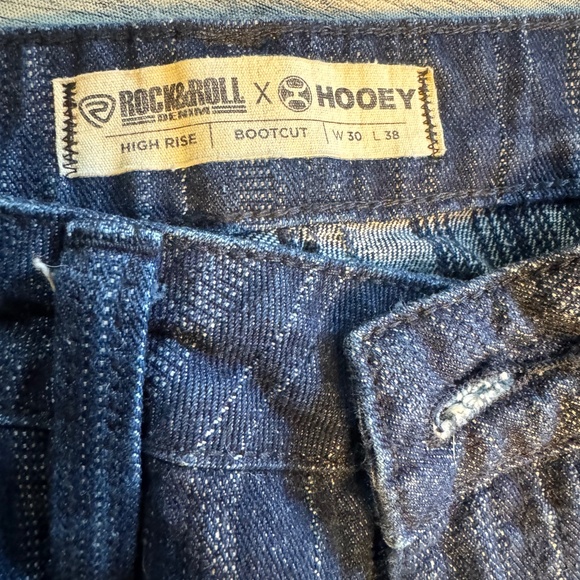 ROCK&ROLL DENIM X HOOEY
HIGH RISE | BOOTCUT | W 30 L 38